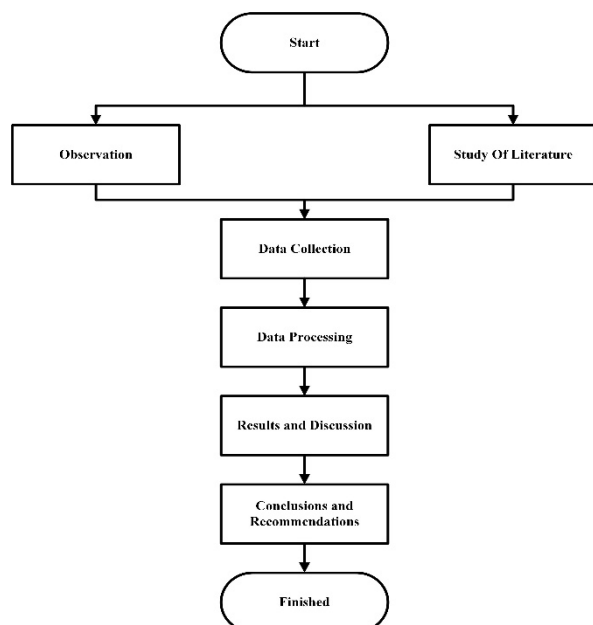 Start
Observation
Study Of Literature
Data Collection
Data Processing
Results and Discussion
Conclusions and
Recommendations
Finished